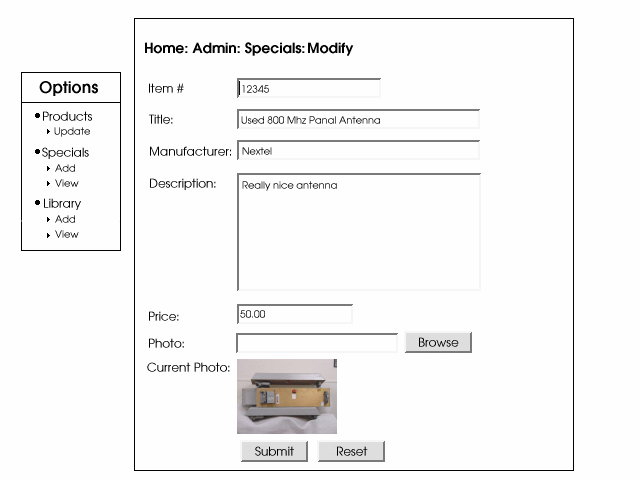 Home: Admin: Specials: Modify
Options
Products
Update
Specials
Add
View
Library
Add
View
Item # 12345
Title: Used 800 Mhz Panal Antenna
Manufacturer: Nextel
Description: Really nice antenna
Price: 50.00
Photo: Browse
Current Photo:
Submit Reset